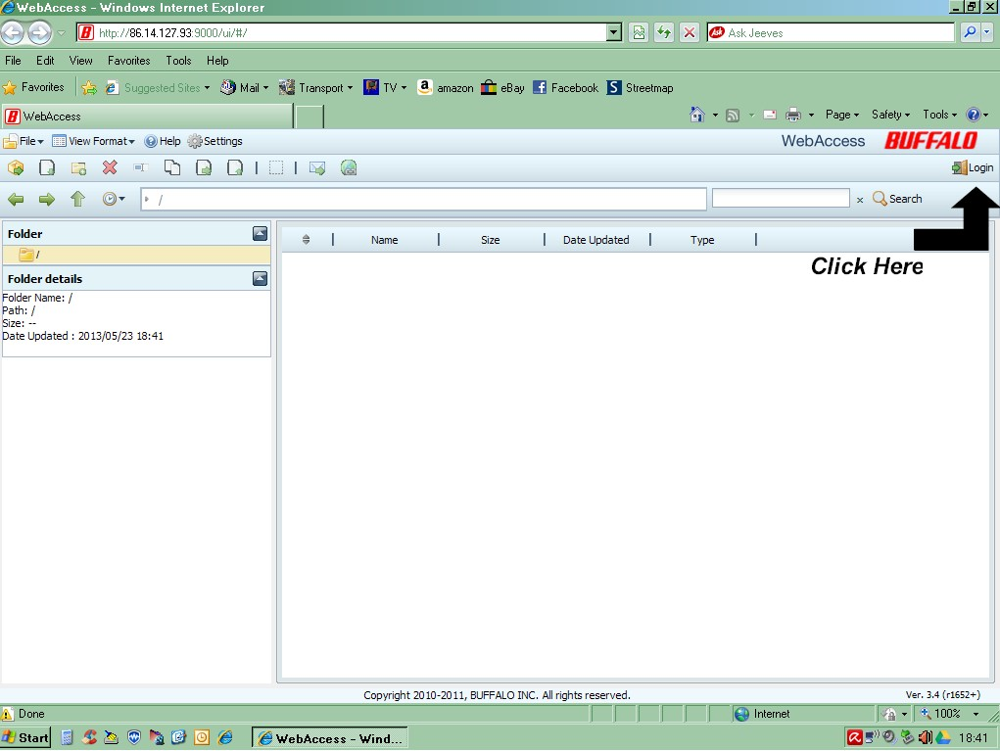 WebAccess - Windows Internet Explorer
http://86.14.127.93:9000/ui/#/
Ask Jeeves
File Edit View Favorites Tools Help
Favorites Suggested Sites Mail Transport TV amazon eBay Facebook Streetmap
WebAccess Page Safety Tools
File View Format Help Settings WebAccess BUFFALO
Login
/ × Search
Folder Name Size Date Updated Type
/
Click Here
Folder details
Folder Name: /
Path: /
Size: --
Date Updated : 2013/05/23 18:41
Copyright 2010-2011, BUFFALO INC. All rights reserved. Ver. 3.4 (r1652+)
Done Internet 100%
Start WebAccess - Wind... 18:41